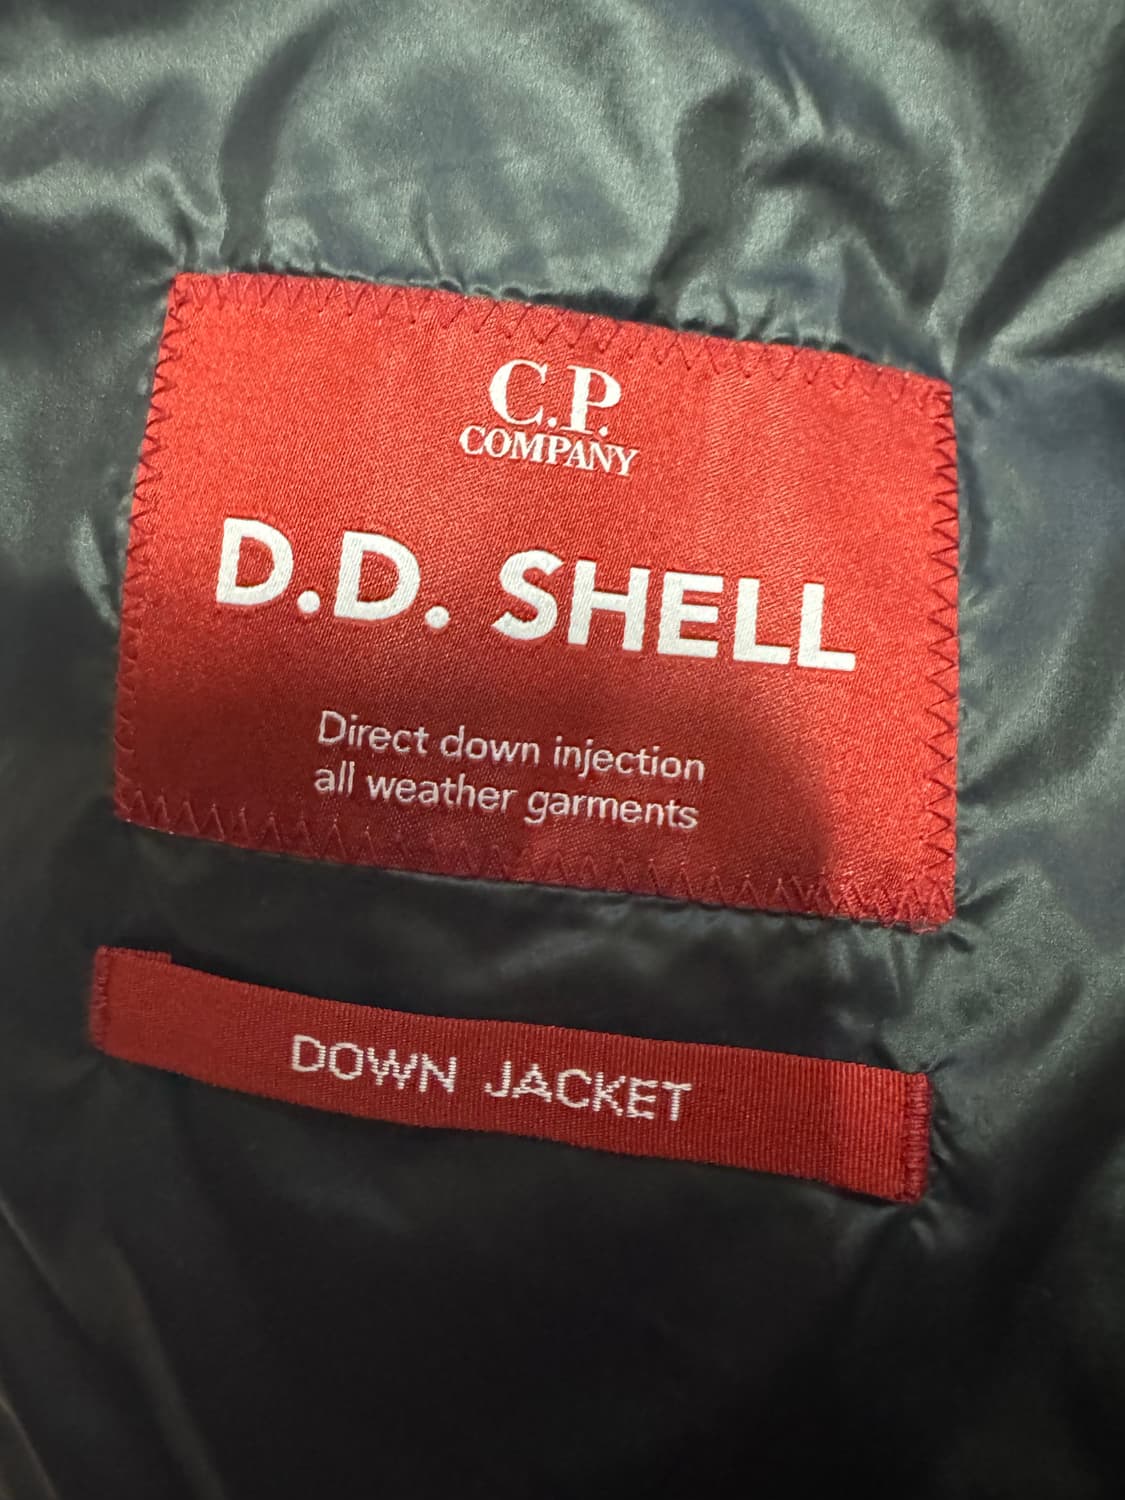 C.P.
COMPANY
D.D. SHELL
Direct down injection
all weather garments
DOWN JACKET